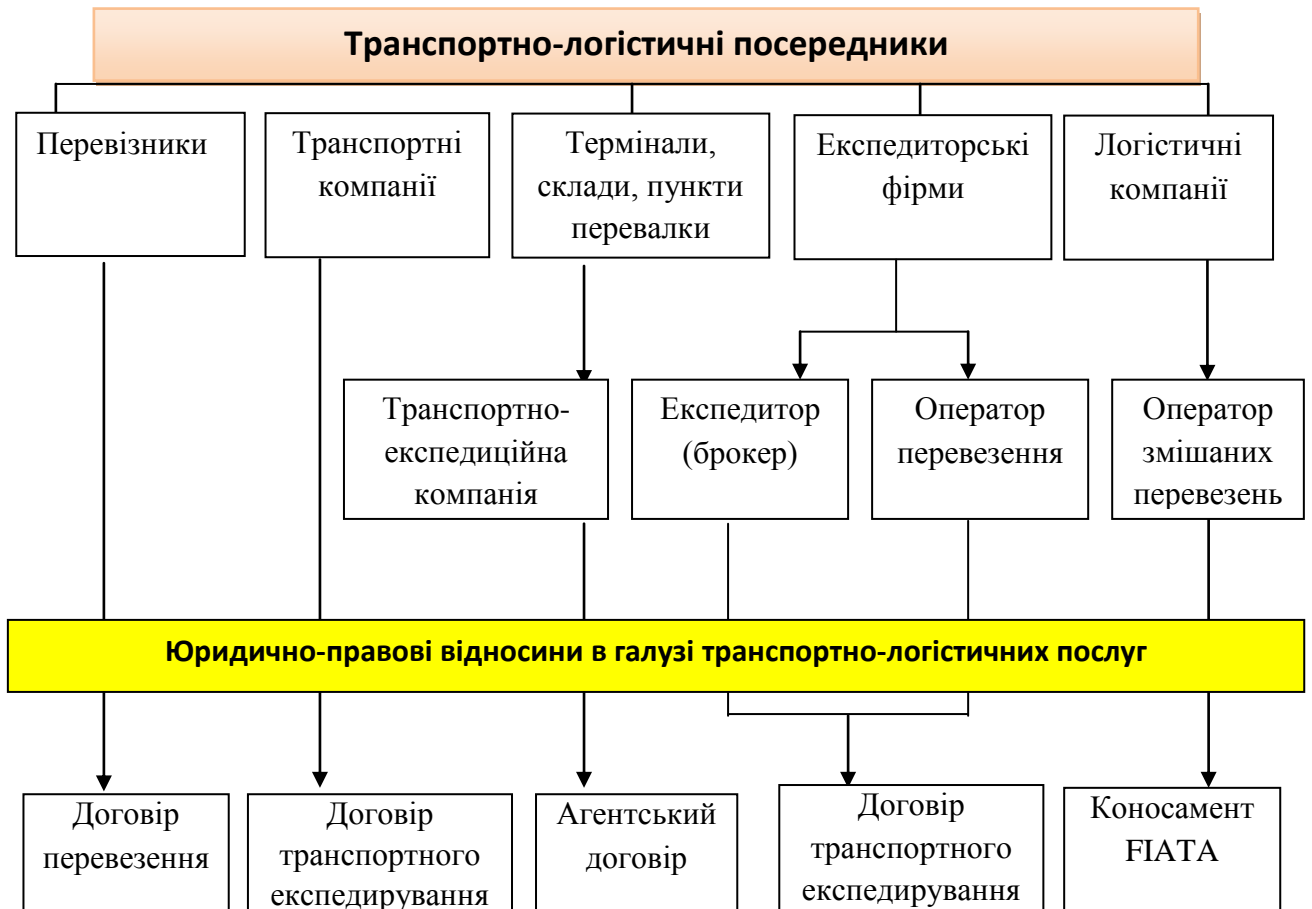 Транспортно-логістичні посередники
Перевізники
Транспортні
компанії
Термінали,
склади, пункти
перевалки
Експедиторські
фірми
Логістичні
компанії
Транспортно-
експедиційна
компанія
Експедитор
(брокер)
Оператор
перевезення
Оператор
змішаних
перевезень
Юридично-правові відносини в галузі транспортно-логістичних послуг
Договір
перевезення
Договір
транспортного
експедирування
Агентський
договір
Договір
транспортного
експедирування
Коносамент
FIATA